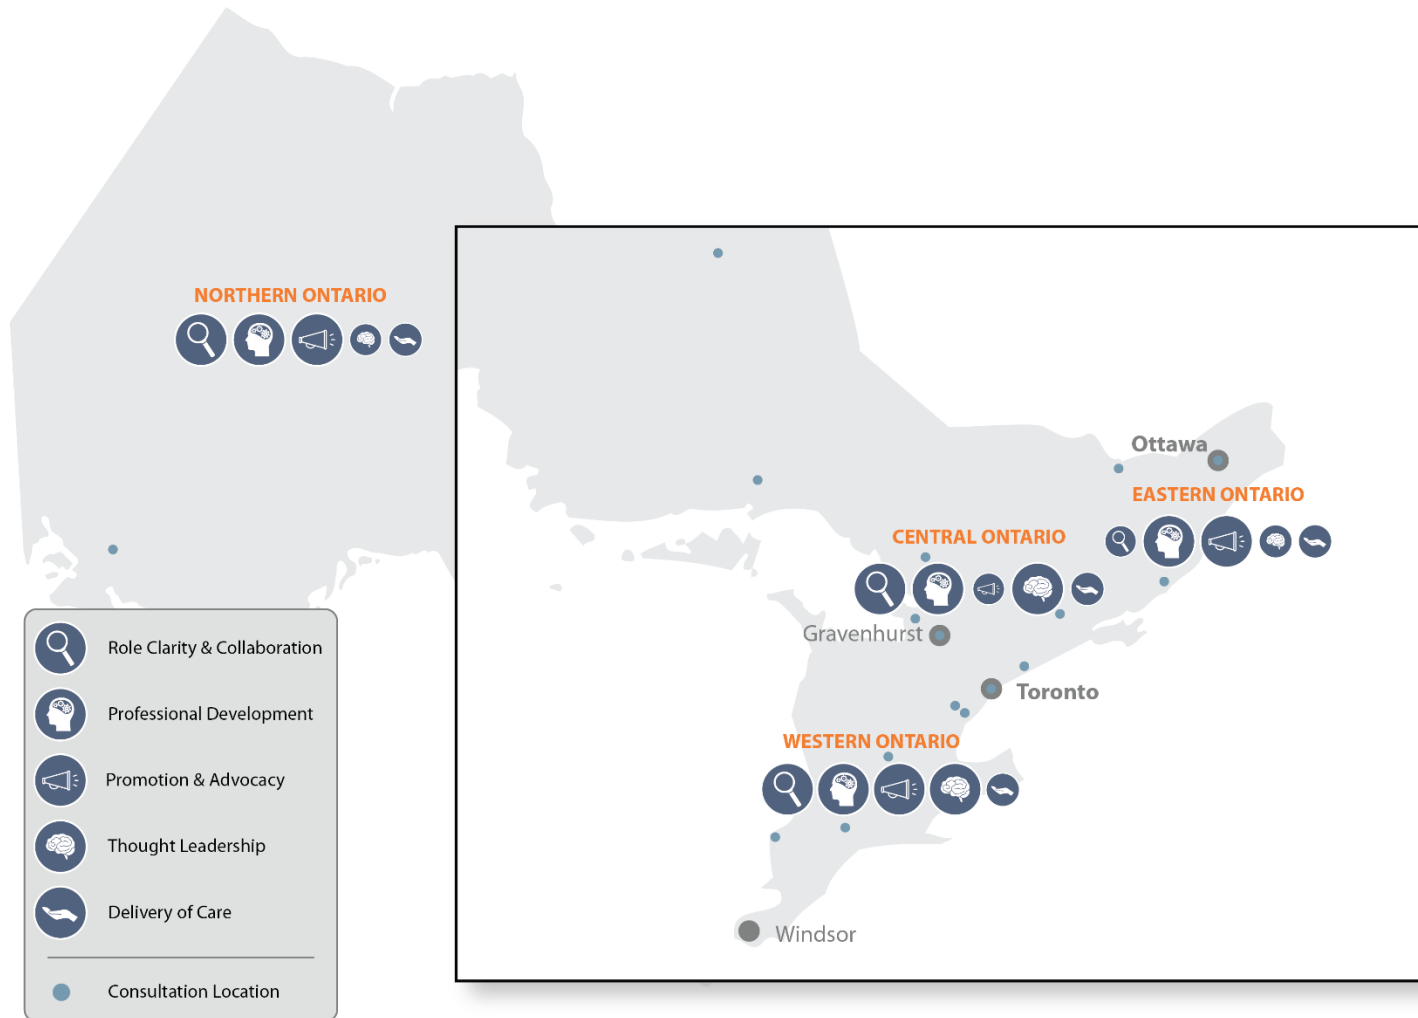 NORTHERN ONTARIO
Ottawa
EASTERN ONTARIO
CENTRAL ONTARIO
Gravenhurst
Toronto
WESTERN ONTARIO
Windsor
Role Clarity & Collaboration
Professional Development
Promotion & Advocacy
Thought Leadership
Delivery of Care
Consultation Location